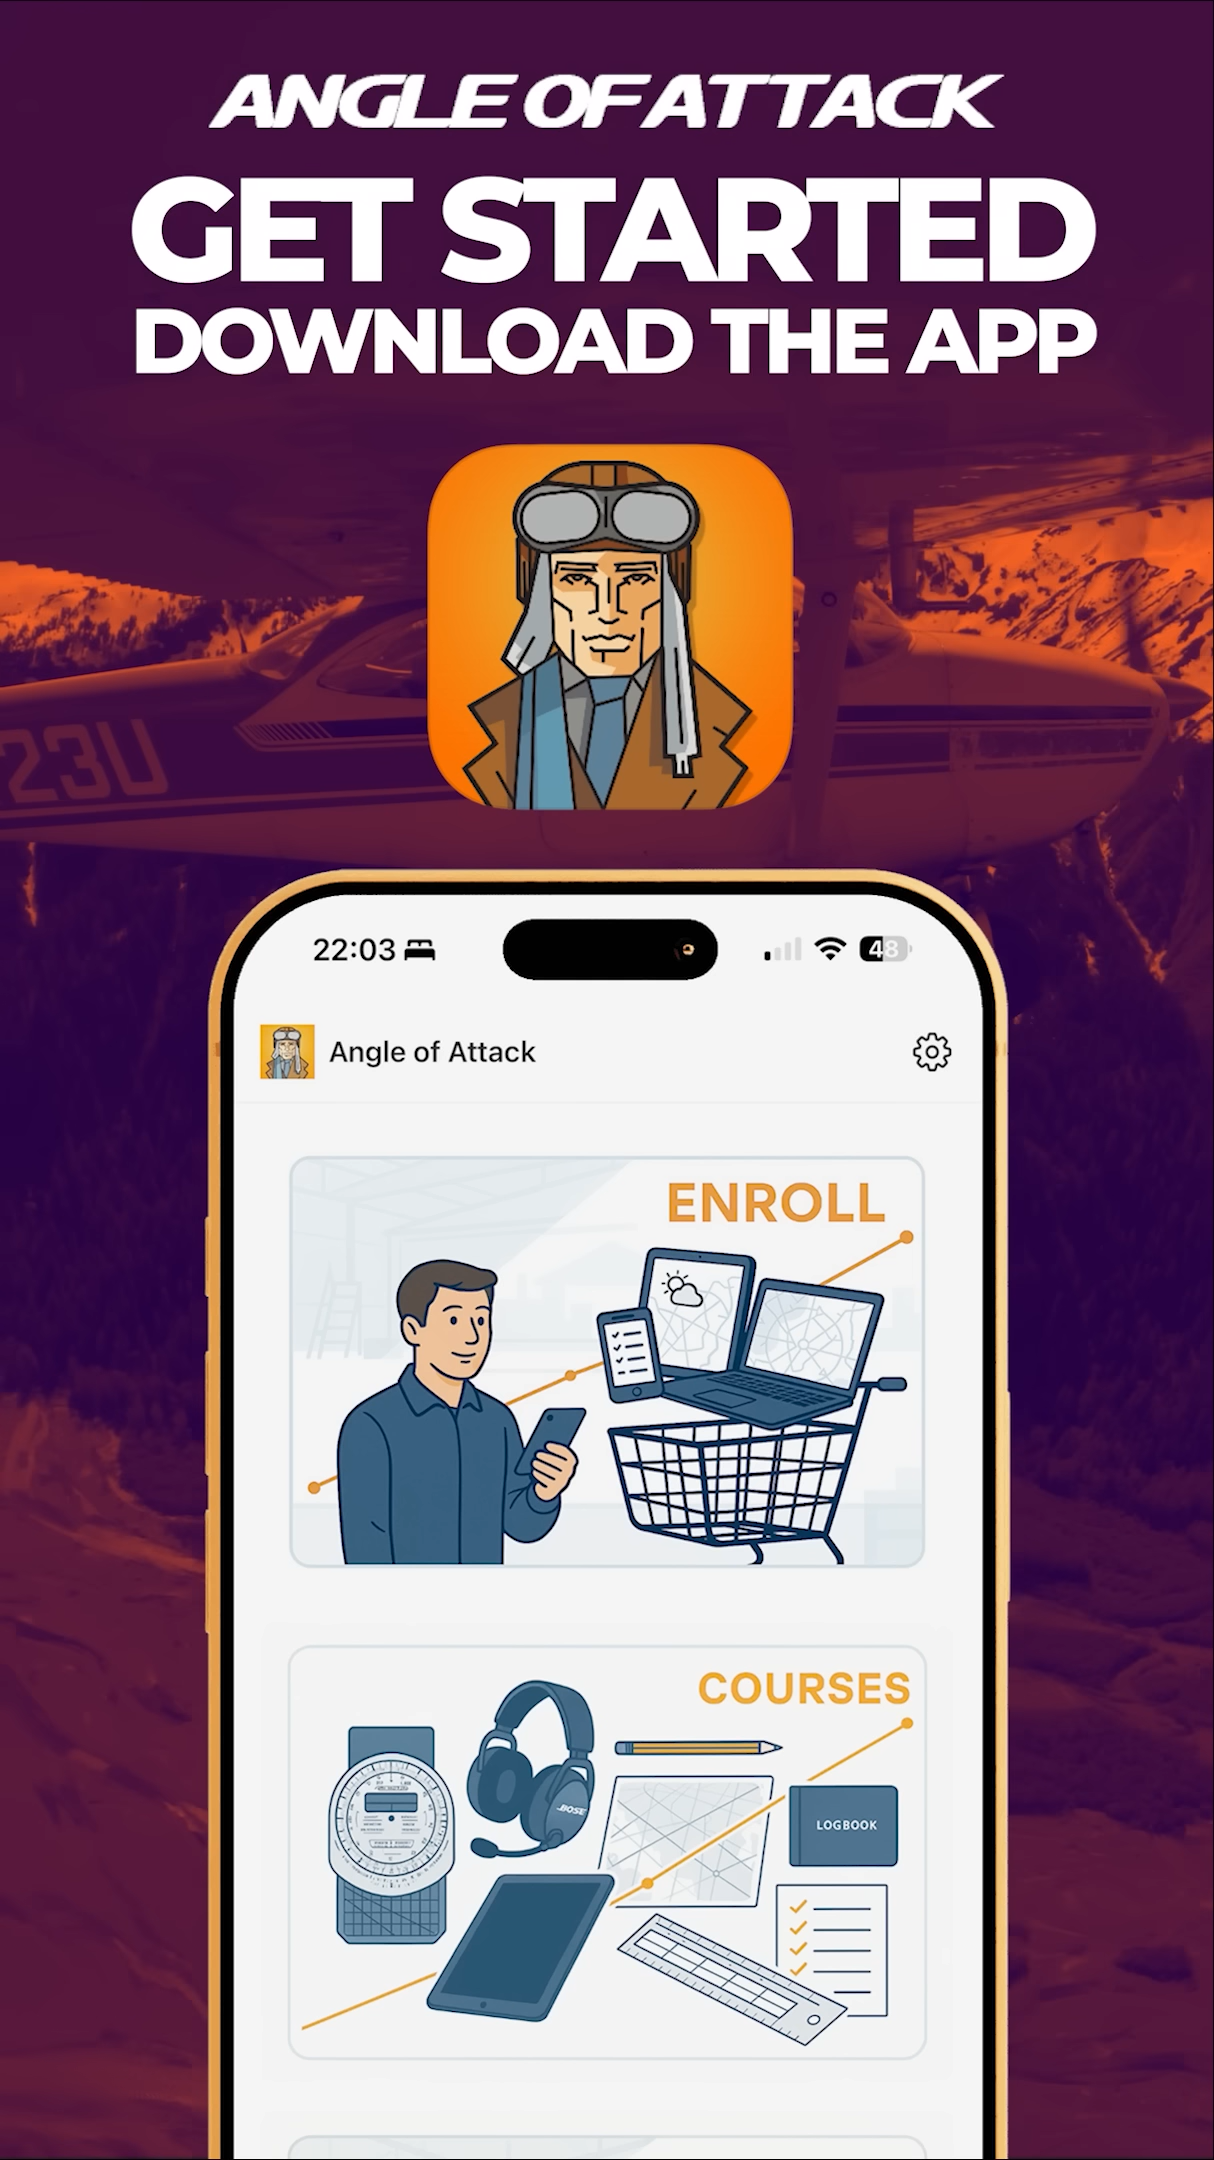 ANGLE OF ATTACK
GET STARTED
DOWNLOAD THE APP
23U
22:03
48
Angle of Attack
ENROLL
COURSES
BOSE
LOGBOOK